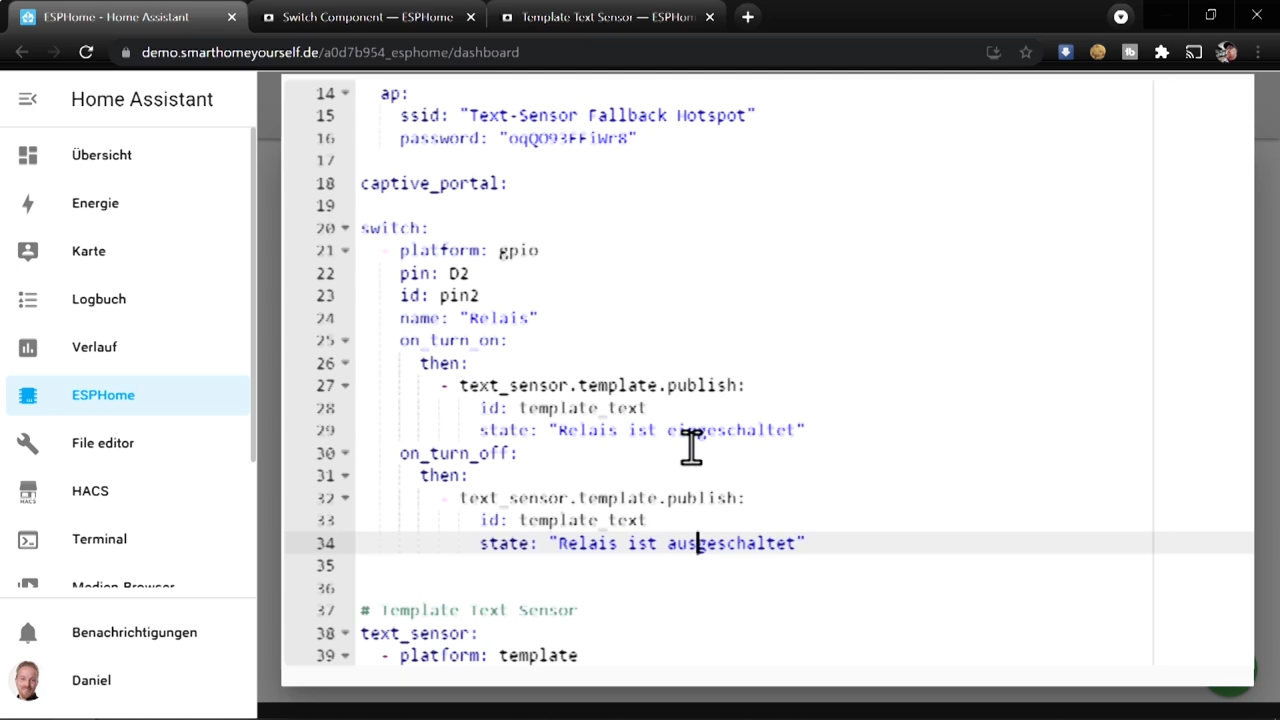 ESPHome - Home Assistant
Switch Component — ESPHome
Template Text Sensor — ESPHom
demo.smarthomeyourself.de/a0d7b954_esphome/dashboard
Home Assistant
Übersicht
Energie
Karte
Logbuch
Verlauf
ESPHome
File editor
HACS
HACS
Terminal
Medien Browser
Benachrichtigungen
Daniel
14 ap:
15 ssid: "Text-Sensor Fallback Hotspot"
16 password: "oqQO93FFiWr8"
17
18 captive_portal:
19
20 switch:
21 - platform: gpio
22 pin: D2
23 id: pin2
24 name: "Relais"
25 on_turn_on:
26 then:
27 - text_sensor.template.publish:
28 id: template_text
29 state: "Relais ist eingeschaltet"
30 on_turn_off:
31 then:
32 - text_sensor.template.publish:
33 id: template_text
34 state: "Relais ist ausgeschaltet"
35
36
37 # Template Text Sensor
38 text_sensor:
39 - platform: template